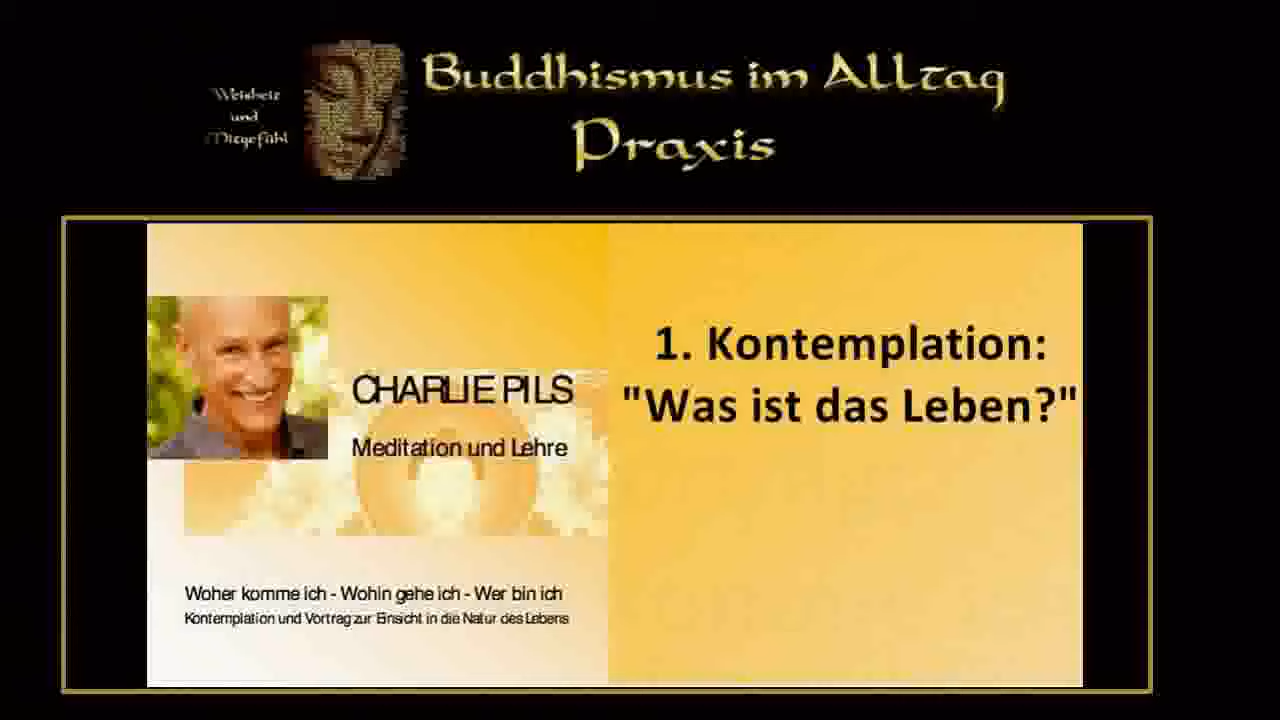 Weisheit
und
Mitgefühl
Buddhismus im Alltag
Praxis
CHARLIE PILS
Meditation und Lehre
Woher komme ich - Wohin gehe ich - Wer bin ich
Kontemplation und Vortrag zur Einsicht in die Natur des Lebens
1. Kontemplation:
"Was ist das Leben?"